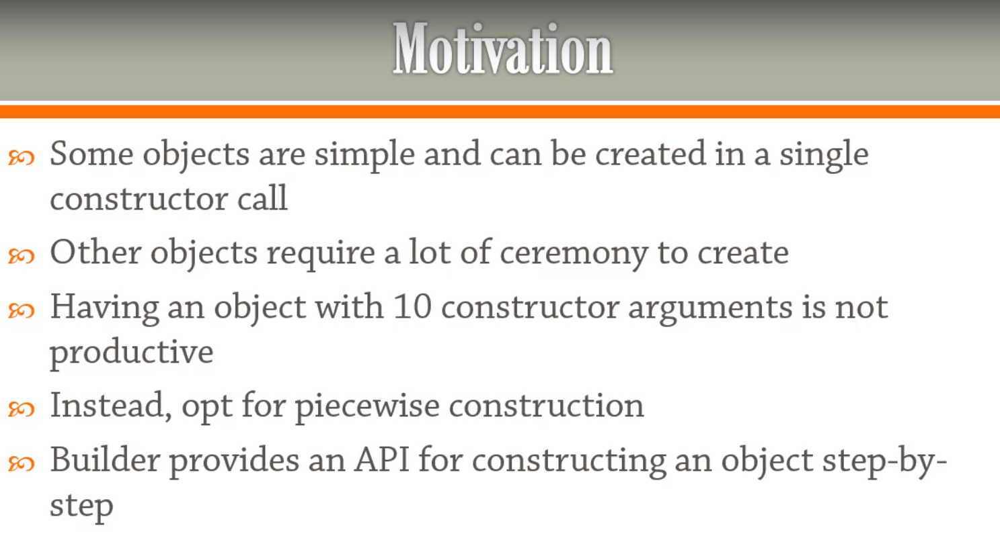 Motivation
Some objects are simple and can be created in a single
constructor call
Other objects require a lot of ceremony to create
Having an object with 10 constructor arguments is not
productive
Instead, opt for piecewise construction
Builder provides an API for constructing an object step-by-
step